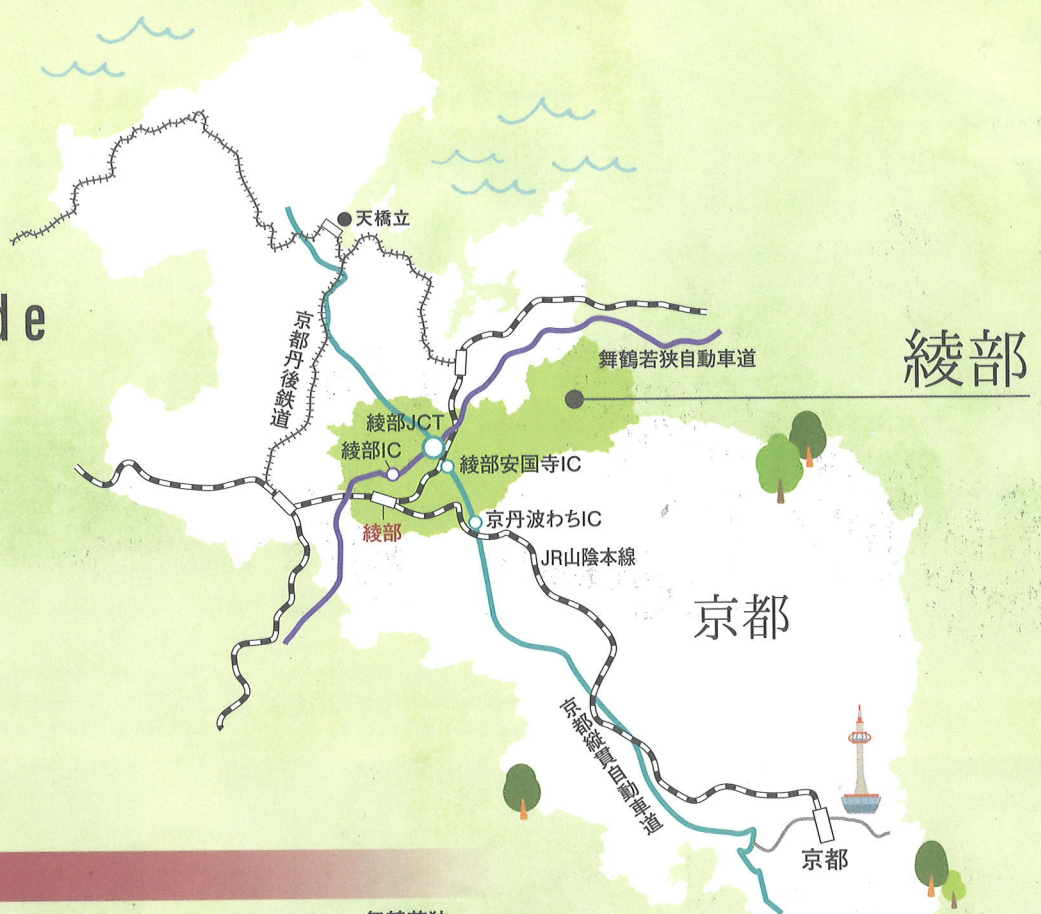 天橋立
de
京都丹後鉄道
舞鶴若狭自動車道
綾部
綾部JCT
綾部IC
綾部安国寺IC
京丹波わちIC
綾部
JR山陰本線
京都
京都縦貫自動車道
京都